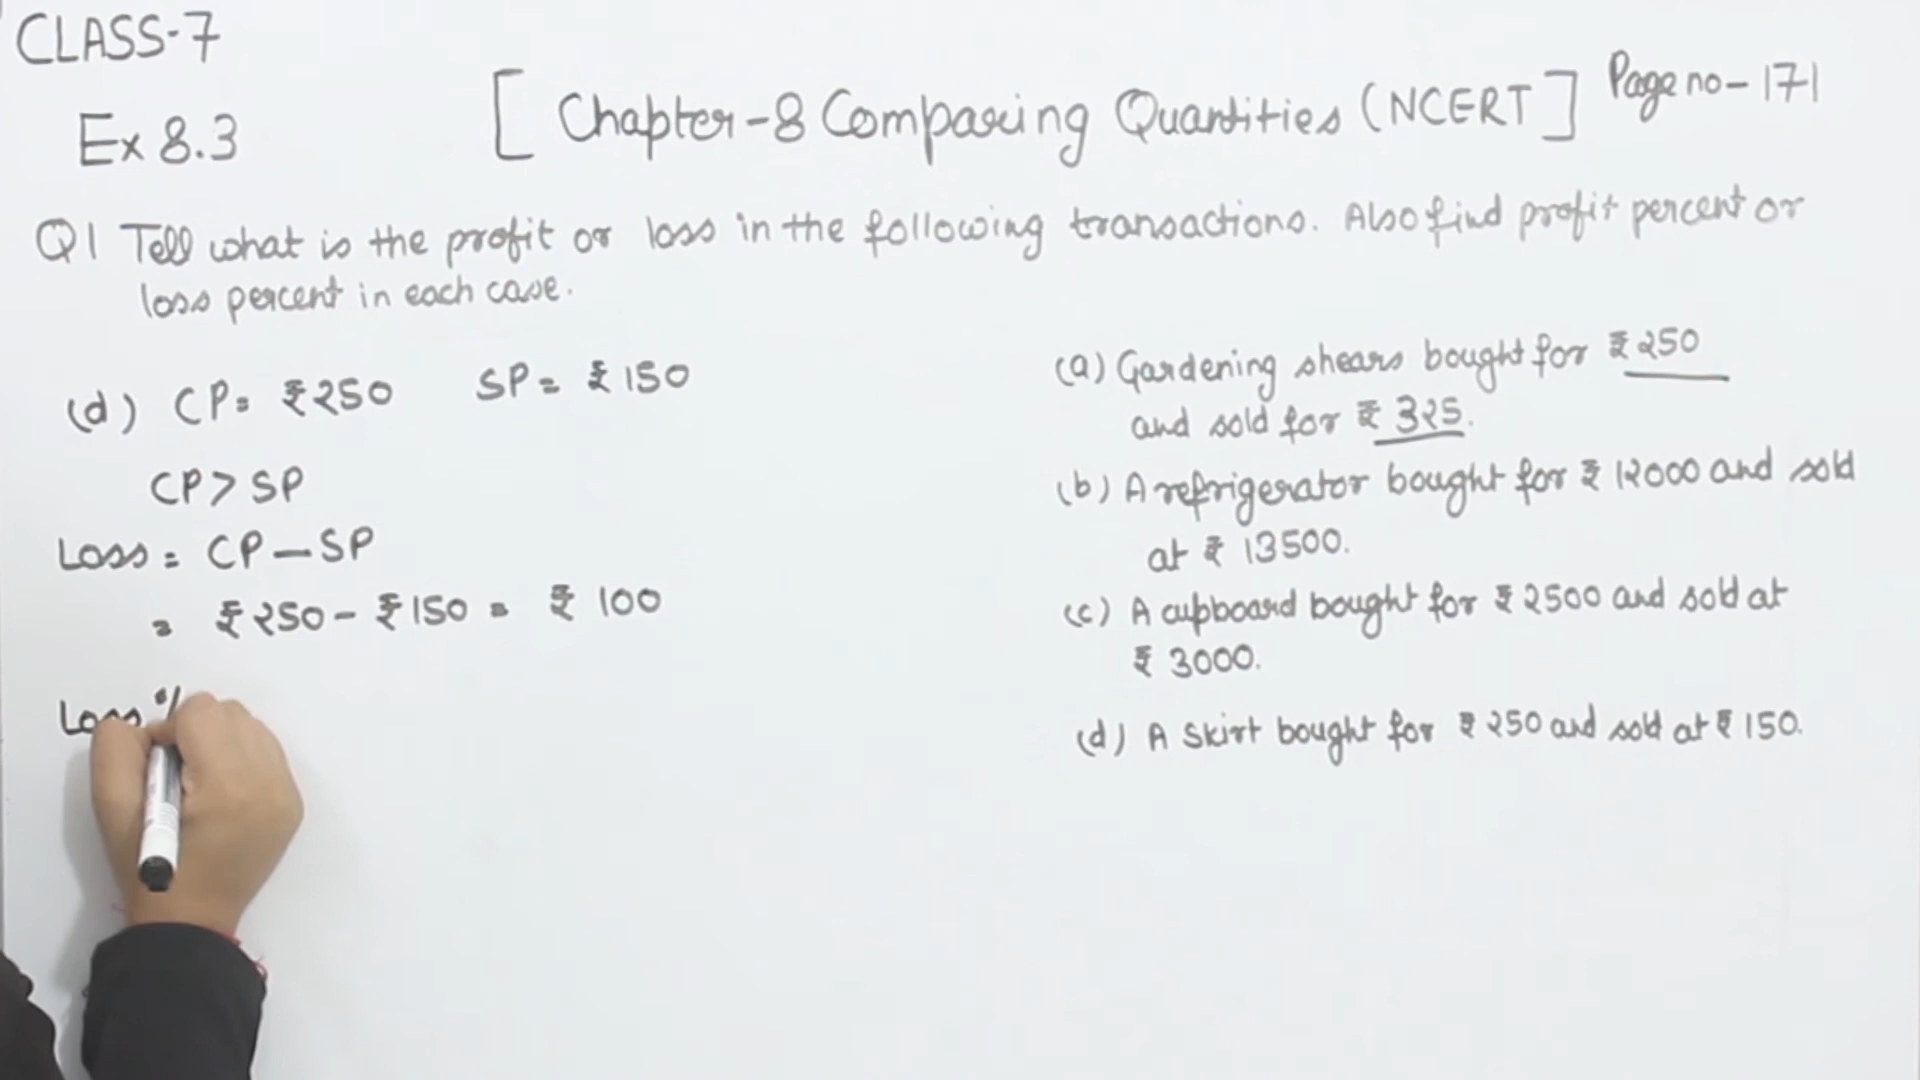 CLASS-7
Ex 8.3
[ Chapter-8 Comparing Quantities (NCERT ]
Page no- 171
Q1 Tell what is the profit or loss in the following transactions. Also find profit percent or
loss percent in each case.
(d) CP= ₹250 SP= ₹150
CP> SP
Loss= CP-SP
= ₹250- ₹150 = ₹ 100
Loss %
(a) Gardening shears bought for ₹250
and sold for ₹ 325.
(b) A refrigerator bought for ₹ 12000 and sold
at ₹ 13500.
(c) A cupboard bought for ₹ 2500 and sold at
₹ 3000.
(d) A Skirt bought for ₹ 250 and sold at ₹ 150.